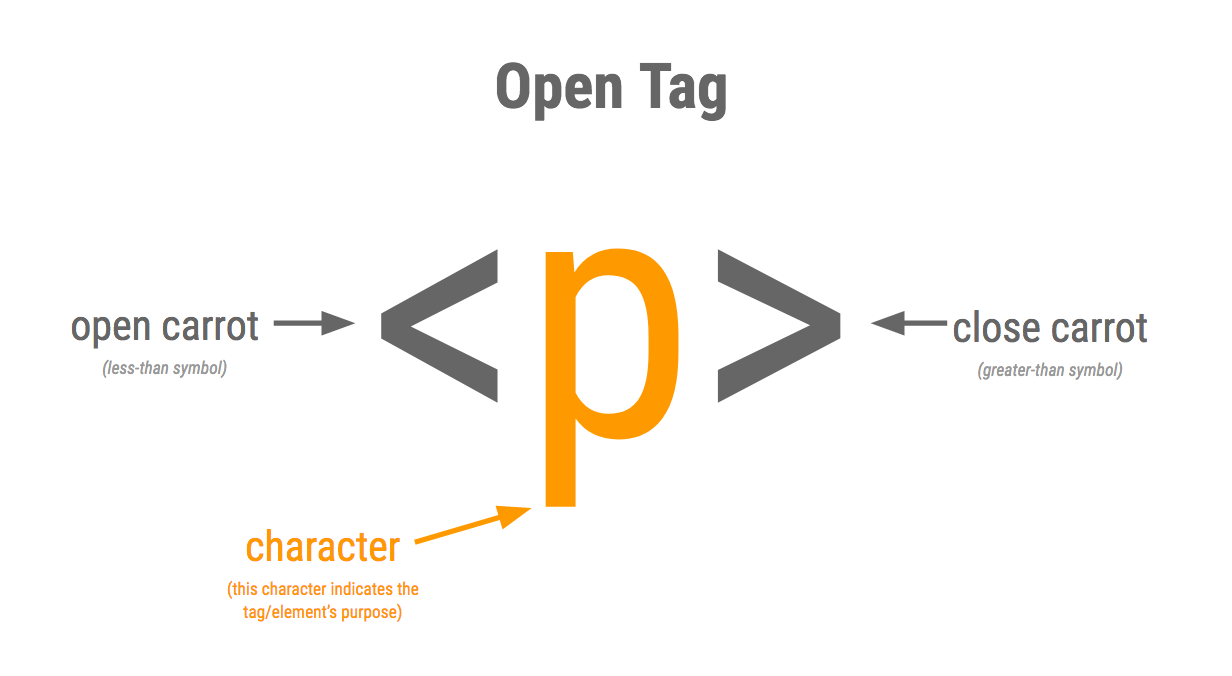 Open Tag
< p >
open carrot
(less-than symbol)
close carrot
(greater-than symbol)
character
(this character indicates the
tag/element's purpose)